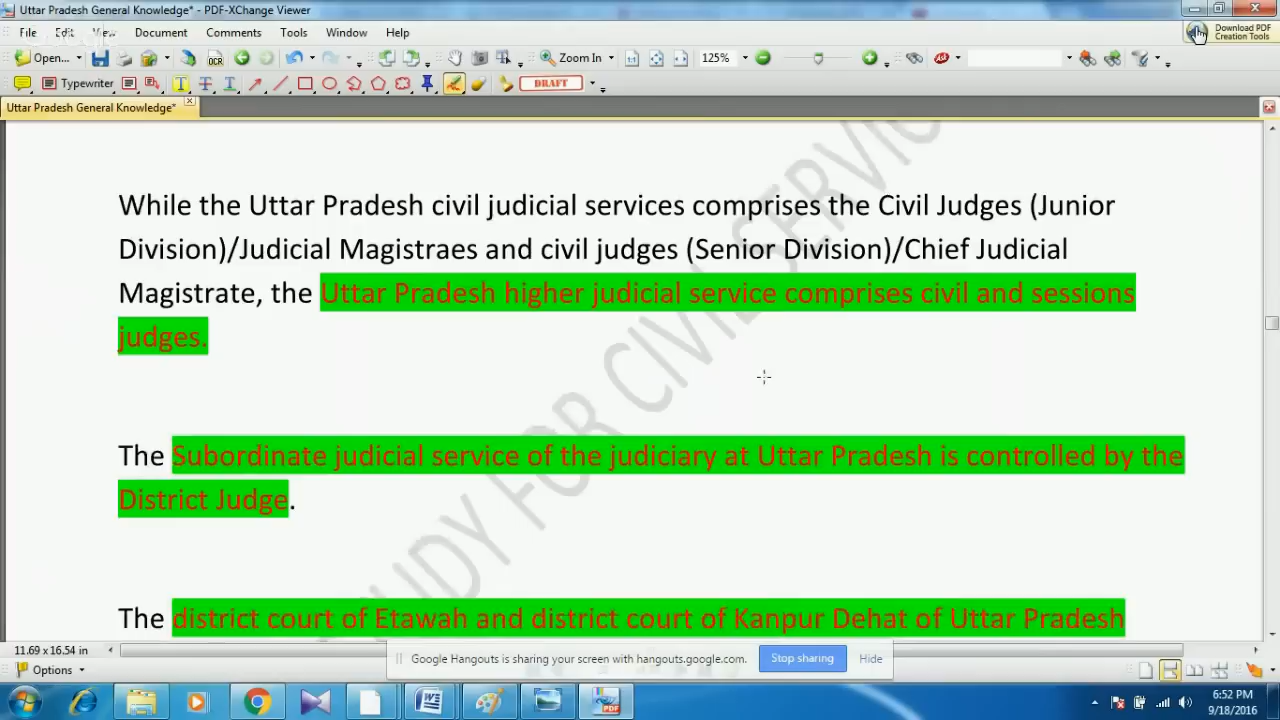 Uttar Pradesh General Knowledge* - PDF-XChange Viewer
File Edit View Document Comments Tools Window Help
Download PDF
Creation Tools
Open... OCR Zoom In 125%
Typewriter DRAFT
Uttar Pradesh General Knowledge*
While the Uttar Pradesh civil judicial services comprises the Civil Judges (Junior
Division)/Judicial Magistraes and civil judges (Senior Division)/Chief Judicial
Magistrate, the Uttar Pradesh higher judicial service comprises civil and sessions
judges.
The Subordinate judicial service of the judiciary at Uttar Pradesh is controlled by the
District Judge.
The district court of Etawah and district court of Kanpur Dehat of Uttar Pradesh
STUDY FOR CIVIL SERVIC
11.69 x 16.54 in
Google Hangouts is sharing your screen with hangouts.google.com. Stop sharing Hide
Options
6:52 PM
9/18/2016